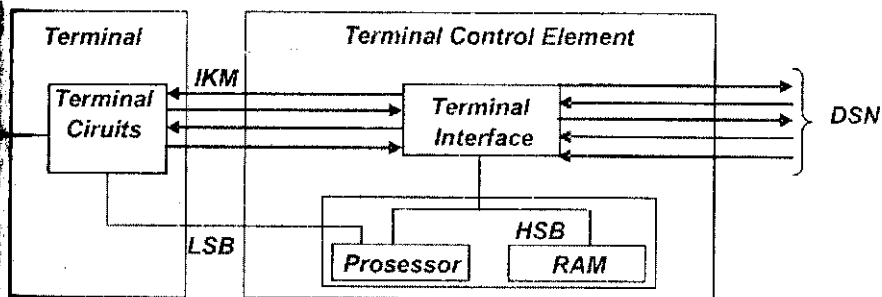 Terminal
Terminal Control Element
IKM
Terminal
Ciruits
Terminal
Interface
DSN
LSB
HSB
Prosessor
RAM